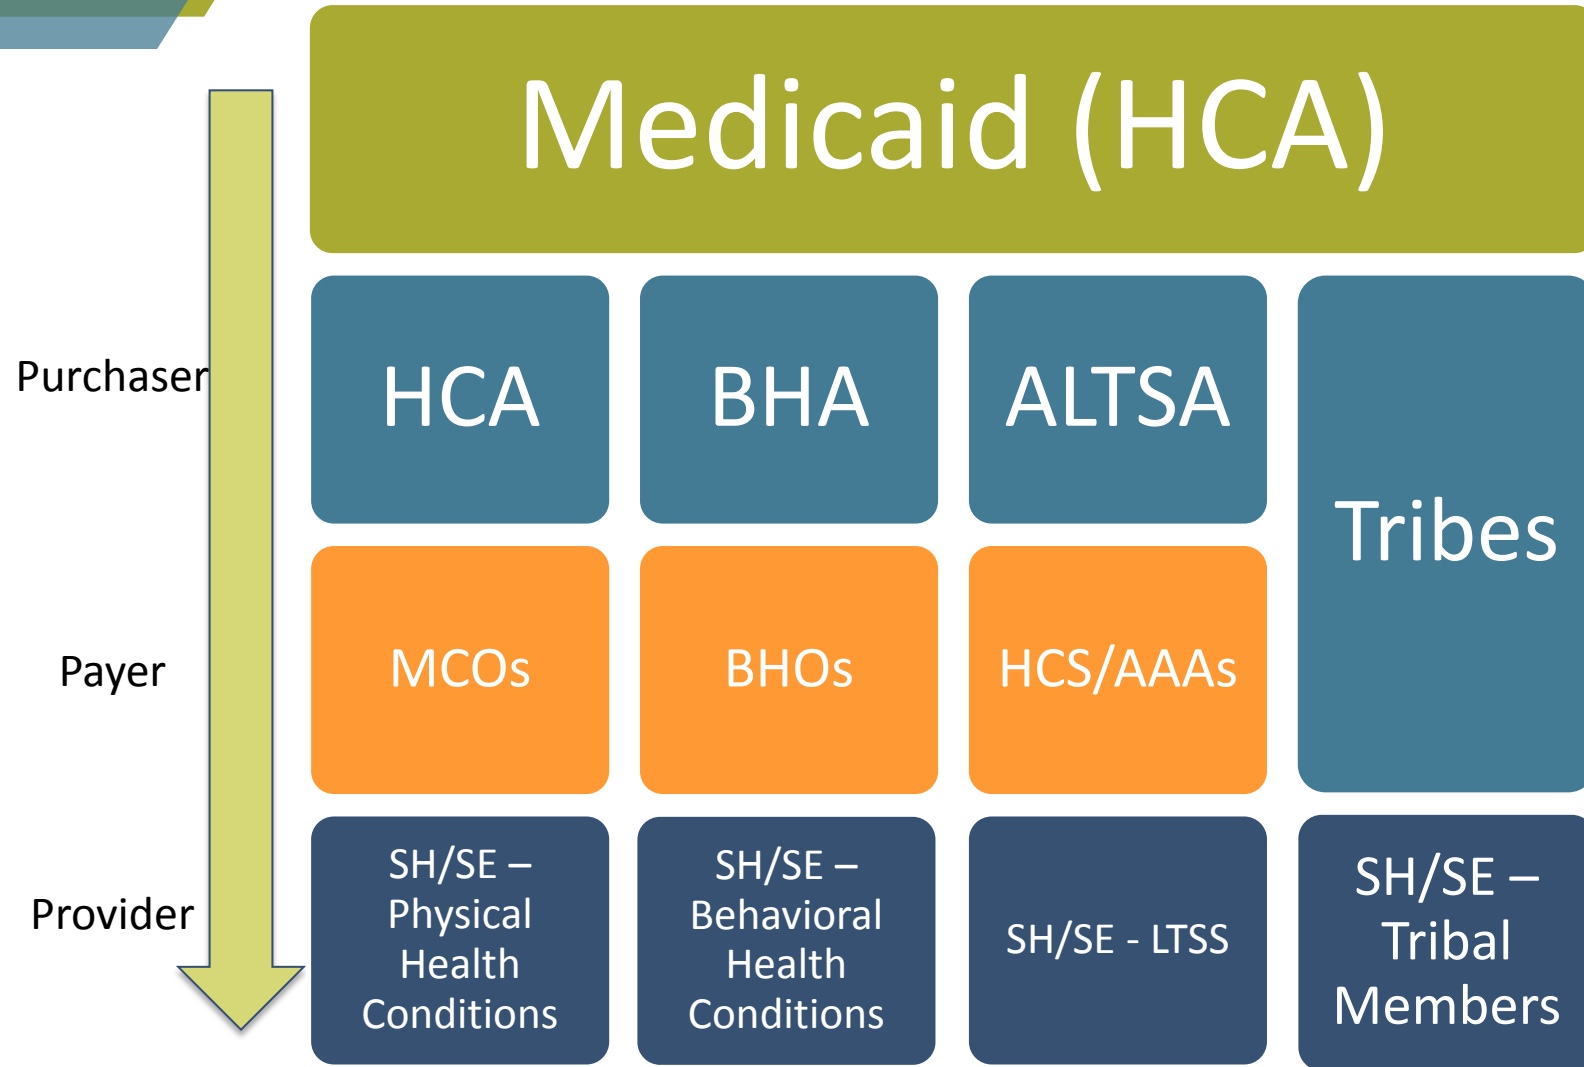 Medicaid (HCA)
Purchaser
HCA
BHA
ALTSA
Tribes
Payer
MCOs
BHOs
HCS/AAAs
Provider
SH/SE –
Physical
Health
Conditions
SH/SE –
Behavioral
Health
Conditions
SH/SE - LTSS
SH/SE –
Tribal
Members